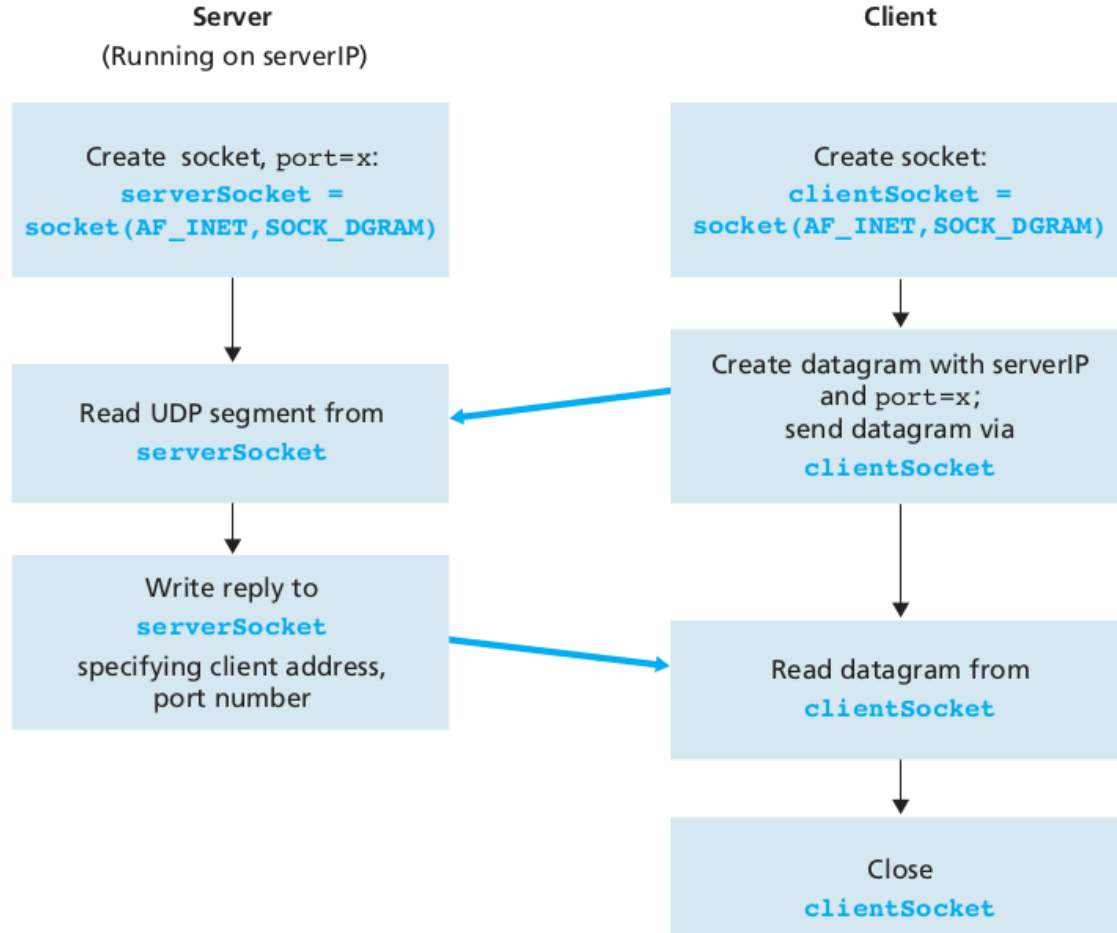 Server
(Running on serverIP)
Create socket, port=x:
serverSocket =
socket(AF_INET,SOCK_DGRAM)
Read UDP segment from
serverSocket
Write reply to
serverSocket
specifying client address,
port number
Client
Create socket:
clientSocket =
socket(AF_INET,SOCK_DGRAM)
Create datagram with serverIP
and port=x;
send datagram via
clientSocket
Read datagram from
clientSocket
Close
clientSocket